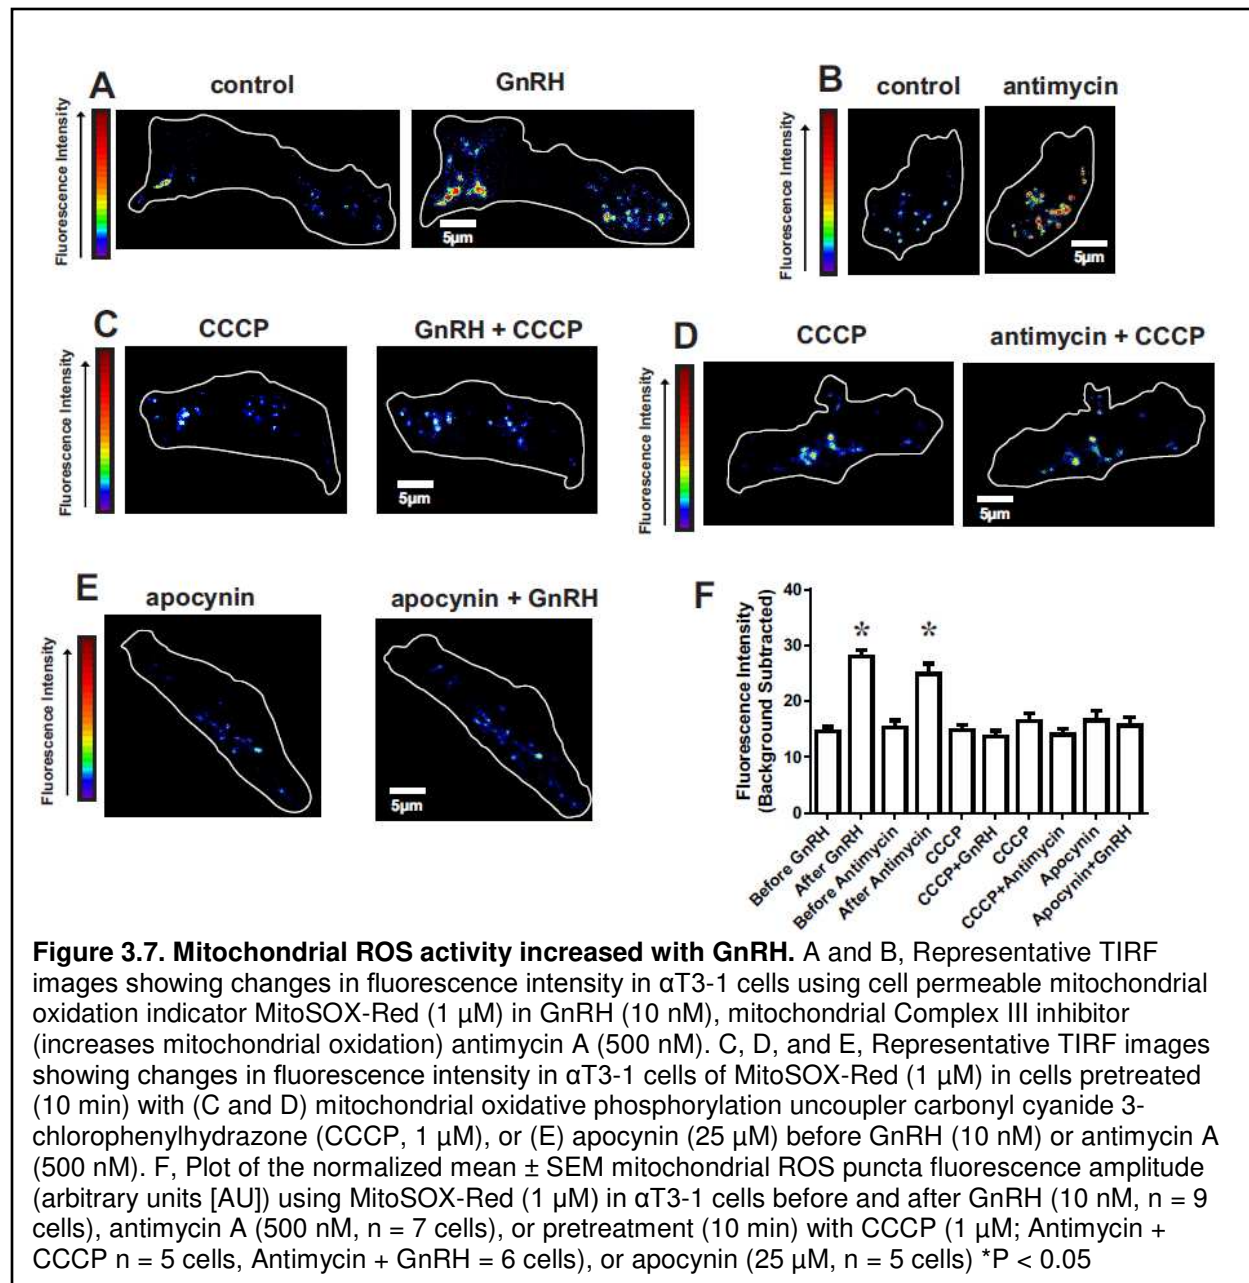 A
control
GnRH
Fluorescence Intensity
5µm
B
control
antimycin
Fluorescence Intensity
5µm
C
CCCP
GnRH + CCCP
Fluorescence Intensity
5µm
D
CCCP
antimycin + CCCP
Fluorescence Intensity
5µm
E
apocynin
apocynin + GnRH
Fluorescence Intensity
5µm
F
Fluorescence Intensity
(Background Subtracted)
40
30
20
10
0
*
*
Before GnRH
After GnRH
Before Antimycin
After Antimycin
CCCP
CCCP+GnRH
CCCP
CCCP+Antimycin
Apocynin
Apocynin+GnRH
Figure 3.7. Mitochondrial ROS activity increased with GnRH. A and B, Representative TIRF
images showing changes in fluorescence intensity in αT3-1 cells using cell permeable mitochondrial
oxidation indicator MitoSOX-Red (1 µM) in GnRH (10 nM), mitochondrial Complex III inhibitor
(increases mitochondrial oxidation) antimycin A (500 nM). C, D, and E, Representative TIRF images
showing changes in fluorescence intensity in αT3-1 cells of MitoSOX-Red (1 µM) in cells pretreated
(10 min) with (C and D) mitochondrial oxidative phosphorylation uncoupler carbonyl cyanide 3-
chlorophenylhydrazone (CCCP, 1 µM), or (E) apocynin (25 µM) before GnRH (10 nM) or antimycin A
(500 nM). F, Plot of the normalized mean ± SEM mitochondrial ROS puncta fluorescence amplitude
(arbitrary units [AU]) using MitoSOX-Red (1 µM) in αT3-1 cells before and after GnRH (10 nM, n = 9
cells), antimycin A (500 nM, n = 7 cells), or pretreatment (10 min) with CCCP (1 µM; Antimycin +
CCCP n = 5 cells, Antimycin + GnRH = 6 cells), or apocynin (25 µM, n = 5 cells) *P < 0.05